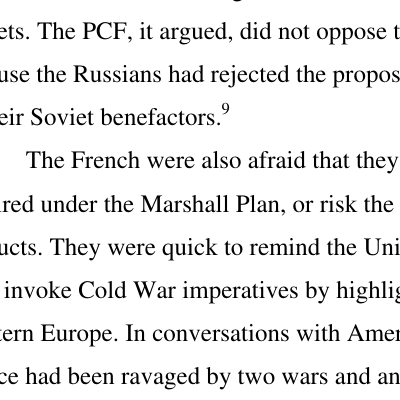 ets. The PCF, it argued, did not oppose t
use the Russians had rejected the propos
eir Soviet benefactors.9
The French were also afraid that they
ired under the Marshall Plan, or risk the
ucts. They were quick to remind the Uni
invoke Cold War imperatives by highlig
tern Europe. In conversations with Amer
ce had been ravaged by two wars and an